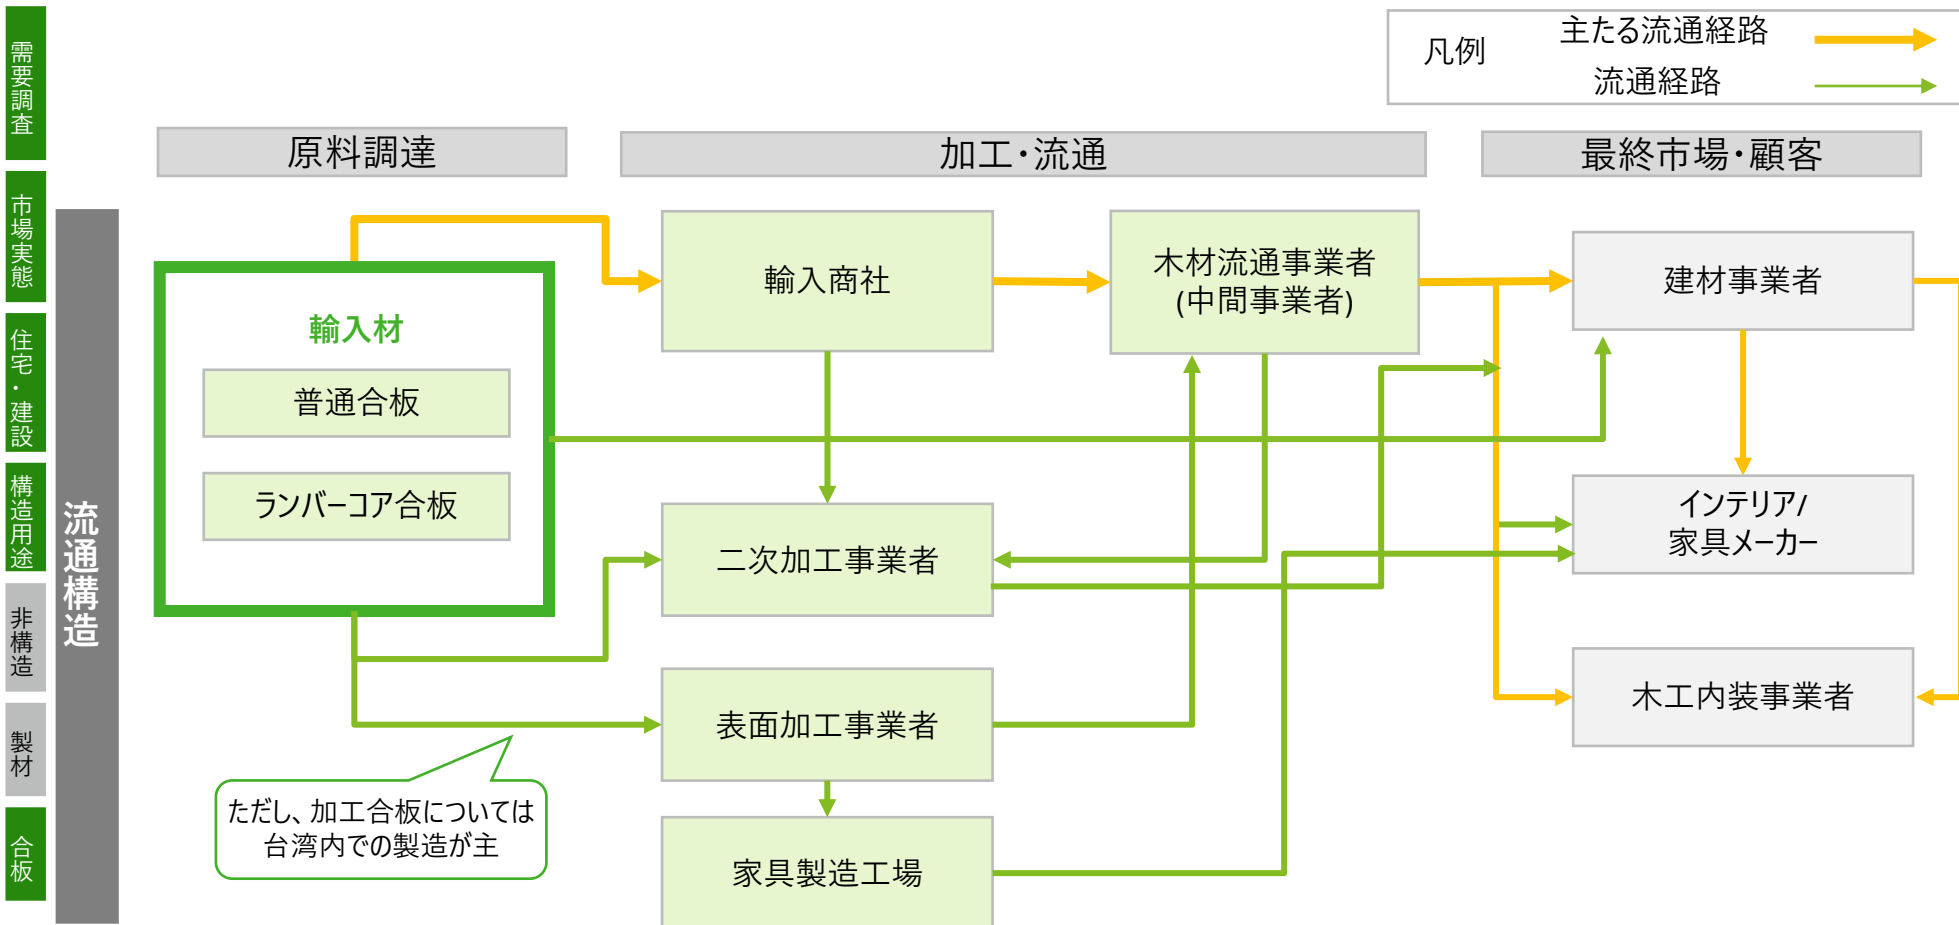 需要調査
市場実態
住宅・建設
構造用途
非構造
製材
合板
流通構造
凡例
主たる流通経路
流通経路
原料調達
加工・流通
最終市場・顧客
輸入材
普通合板
ランバーコア合板
輸入商社
木材流通事業者
(中間事業者)
建材事業者
二次加工事業者
インテリア/
家具メーカー
表面加工事業者
木工内装事業者
ただし、加工合板については
台湾内での製造が主
家具製造工場